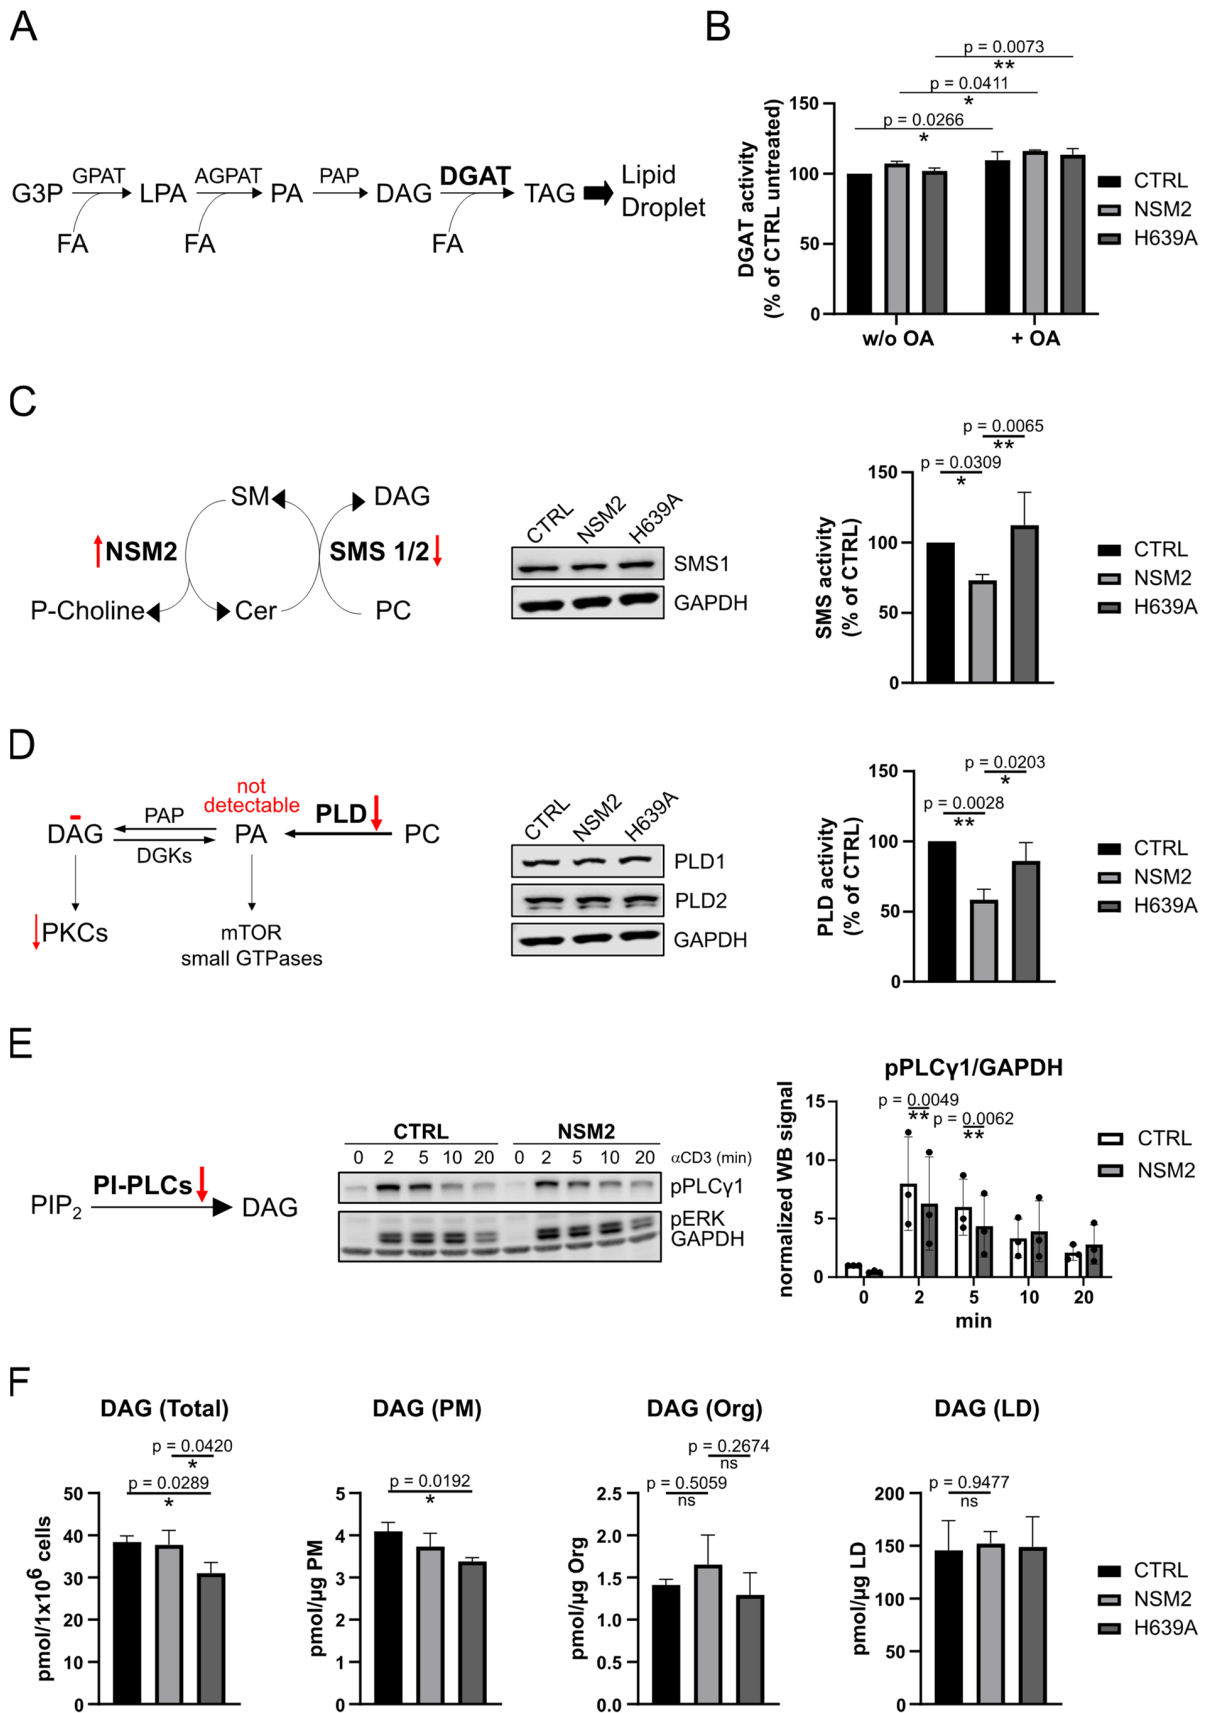 A
G3P GPAT LPA AGPAT PA PAP DAG DGAT TAG Lipid
Droplet
FA FA FA
B
p = 0.0073
**
p = 0.0411
*
p = 0.0266
*
DGAT activity
(% of CTRL untreated)
150
100
50
0
w/o OA + OA
CTRL
NSM2
H639A
C
SM DAG
NSM2 SMS 1/2
P-Choline Cer PC
CTRL NSM2 H639A
SMS1
GAPDH
p = 0.0065
**
p = 0.0309
*
SMS activity
(% of CTRL)
150
100
50
0
CTRL
NSM2
H639A
D
not
detectable
DAG PAP PA PLD PC
DGKs
PKCs
mTOR
small GTPases
CTRL NSM2 H639A
PLD1
PLD2
GAPDH
p = 0.0203
*
p = 0.0028
**
PLD activity
(% of CTRL)
150
100
50
0
CTRL
NSM2
H639A
E
PIP2 PI-PLCs DAG
CTRL NSM2
0 2 5 10 20 0 2 5 10 20 αCD3 (min)
pPLCγ1
pERK
GAPDH
pPLCγ1/GAPDH
p = 0.0049
**
p = 0.0062
**
normalized WB signal
15
10
5
0
0 2 5 10 20
min
CTRL
NSM2
F
DAG (Total)
p = 0.0420
*
p = 0.0289
*
pmol/1x10⁶ cells
50
40
30
20
10
0
DAG (PM)
p = 0.0192
*
pmol/µg PM
5
4
3
2
1
0
DAG (Org)
p = 0.2674
ns
p = 0.5059
ns
pmol/µg Org
2.5
2.0
1.5
1.0
0.5
0.0
DAG (LD)
p = 0.9477
ns
pmol/µg LD
200
150
100
50
0
CTRL
NSM2
H639A